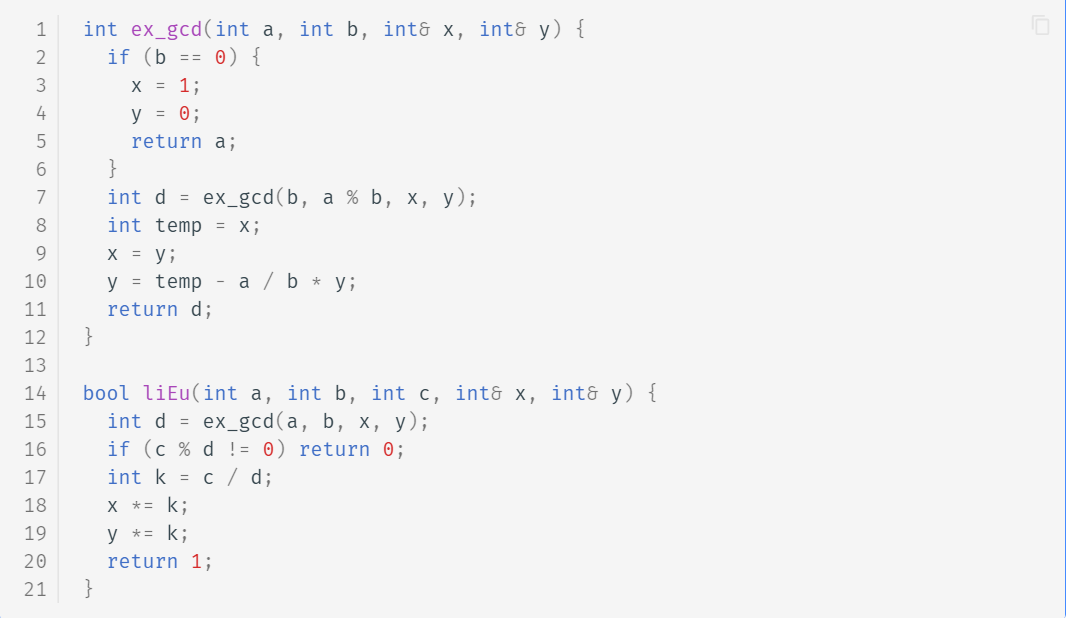 1 int ex_gcd(int a, int b, int& x, int& y) {
2   if (b == 0) {
3     x = 1;
4     y = 0;
5     return a;
6   }
7   int d = ex_gcd(b, a % b, x, y);
8   int temp = x;
9   x = y;
10   y = temp - a / b * y;
11   return d;
12 }
13
14 bool liEu(int a, int b, int c, int& x, int& y) {
15   int d = ex_gcd(a, b, x, y);
16   if (c % d != 0) return 0;
17   int k = c / d;
18   x *= k;
19   y *= k;
20   return 1;
21 }